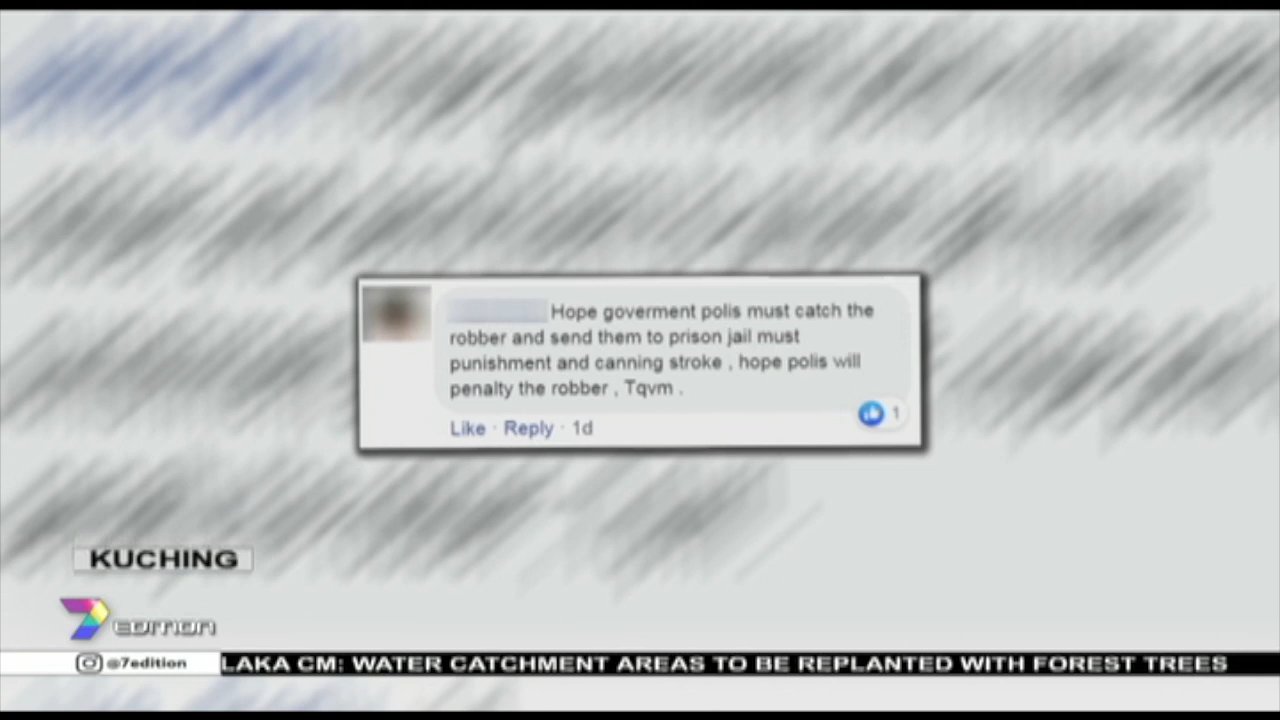 Hope goverment polis must catch the
robber and send them to prison jail must
punishment and canning stroke , hope polis will
penalty the robber , Tqvm .
1
Like · Reply · 1d
KUCHING
7 EDITION
@7edition
LAKA CM: WATER CATCHMENT AREAS TO BE REPLANTED WITH FOREST TREES